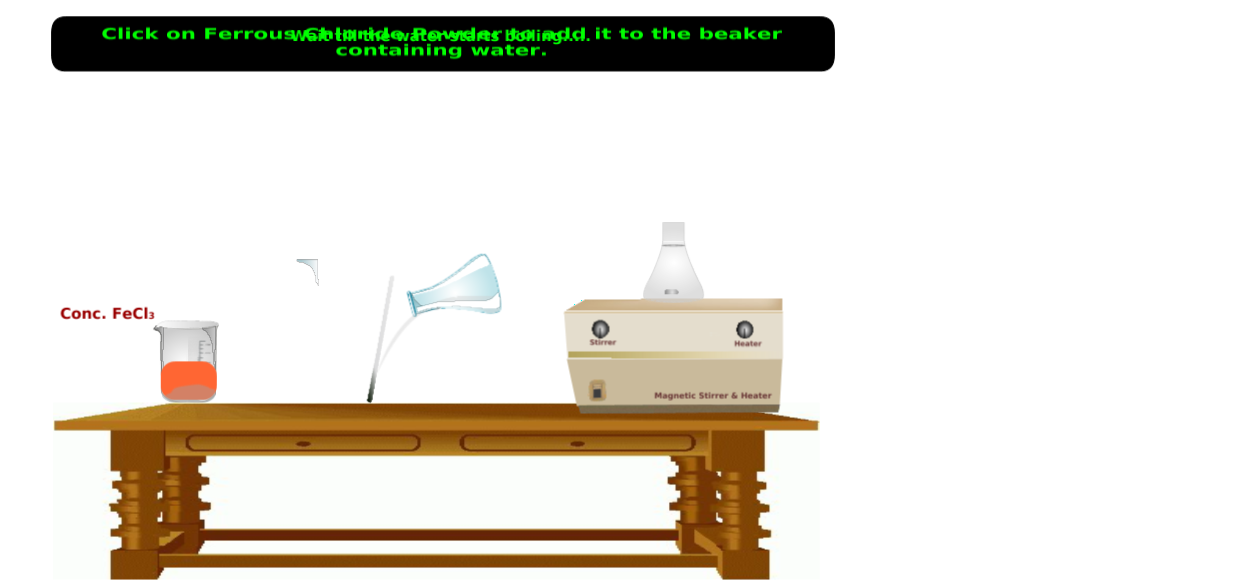 Click on Ferrous Chloride Powder to add it to the beaker
containing water.
Wait till the water starts boiling....
Conc. FeCl₃
Stirrer
Heater
Magnetic Stirrer & Heater